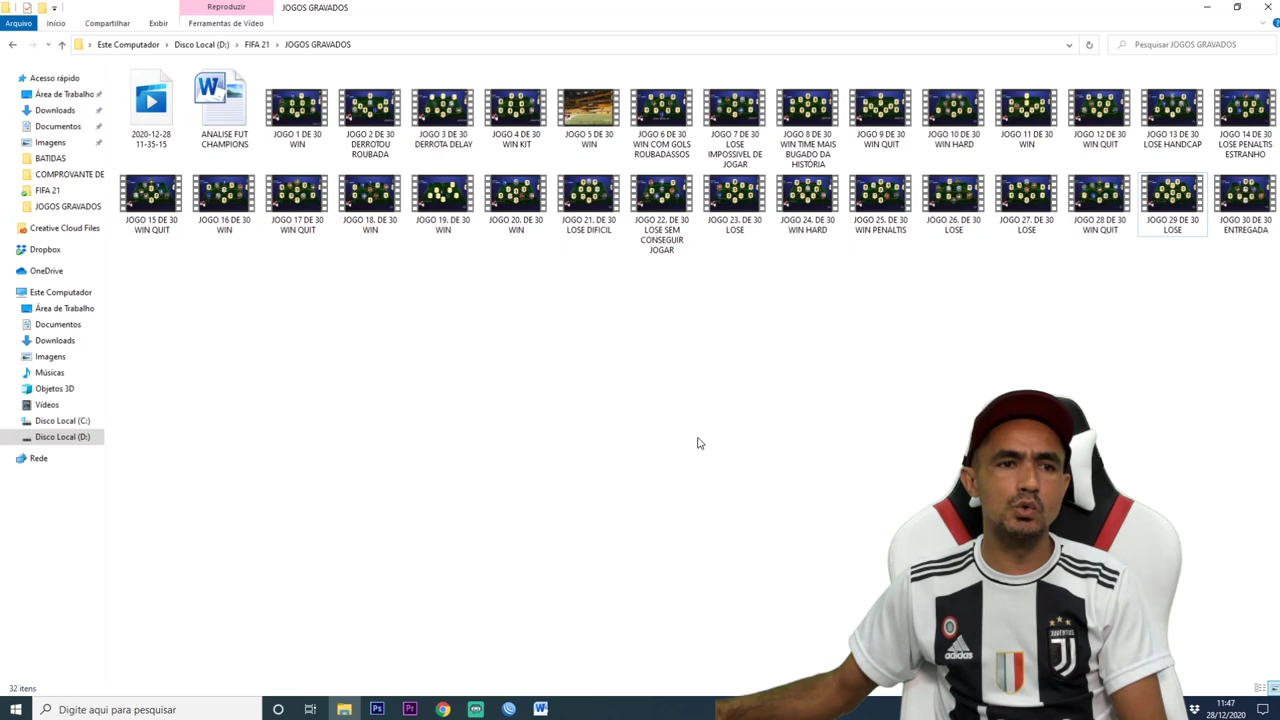 Reproduzir
JOGOS GRAVADOS
Arquivo
Início
Compartilhar
Exibir
Ferramentas de Vídeo
Este Computador > Disco Local (D:) > FIFA 21 > JOGOS GRAVADOS
Pesquisar JOGOS GRAVADOS
Acesso rápido
Área de Trabalho
Downloads
Documentos
Imagens
BATIDAS
COMPROVANTE DE
FIFA 21
JOGOS GRAVADOS
Creative Cloud Files
Dropbox
OneDrive
Este Computador
Área de Trabalho
Documentos
Downloads
Imagens
Músicas
Objetos 3D
Vídeos
Disco Local (C:)
Disco Local (D:)
Rede
2020-12-28
11-35-15
ANALISE FUT
CHAMPIONS
JOGO 1 DE 30
WIN
JOGO 2 DE 30
DERROTOU
ROUBADA
JOGO 3 DE 30
DERROTA DELAY
JOGO 4 DE 30
WIN KIT
JOGO 5 DE 30
WIN
JOGO 6 DE 30
WIN COM GOLS
ROUBADASSOS
JOGO 7 DE 30
LOSE
IMPOSSIVEL DE
JOGAR
JOGO 8 DE 30
WIN TIME MAIS
BUGADO DA
HISTÓRIA
JOGO 9 DE 30
WIN QUIT
JOGO 10 DE 30
WIN HARD
JOGO 11 DE 30
WIN
JOGO 12 DE 30
WIN QUIT
JOGO 13 DE 30
LOSE HANDCAP
JOGO 14 DE 30
LOSE PENALTIS
ESTRANHO
JOGO 15 DE 30
WIN QUIT
JOGO 16 DE 30
WIN
JOGO 17 DE 30
WIN QUIT
JOGO 18. DE 30
WIN
JOGO 19. DE 30
WIN
JOGO 20. DE 30
WIN
JOGO 21. DE 30
LOSE DIFICIL
JOGO 22. DE 30
LOSE SEM
CONSEGUIR
JOGAR
JOGO 23. DE 30
LOSE
JOGO 24. DE 30
WIN HARD
JOGO 25. DE 30
WIN PENALTIS
JOGO 26. DE 30
LOSE
JOGO 27. DE 30
LOSE
JOGO 28 DE 30
WIN QUIT
JOGO 29 DE 30
LOSE
JOGO 30 DE 30
ENTREGADA
adidas
JUVENTUS
32 itens
Digite aqui para pesquisar
11:47
28/12/2020